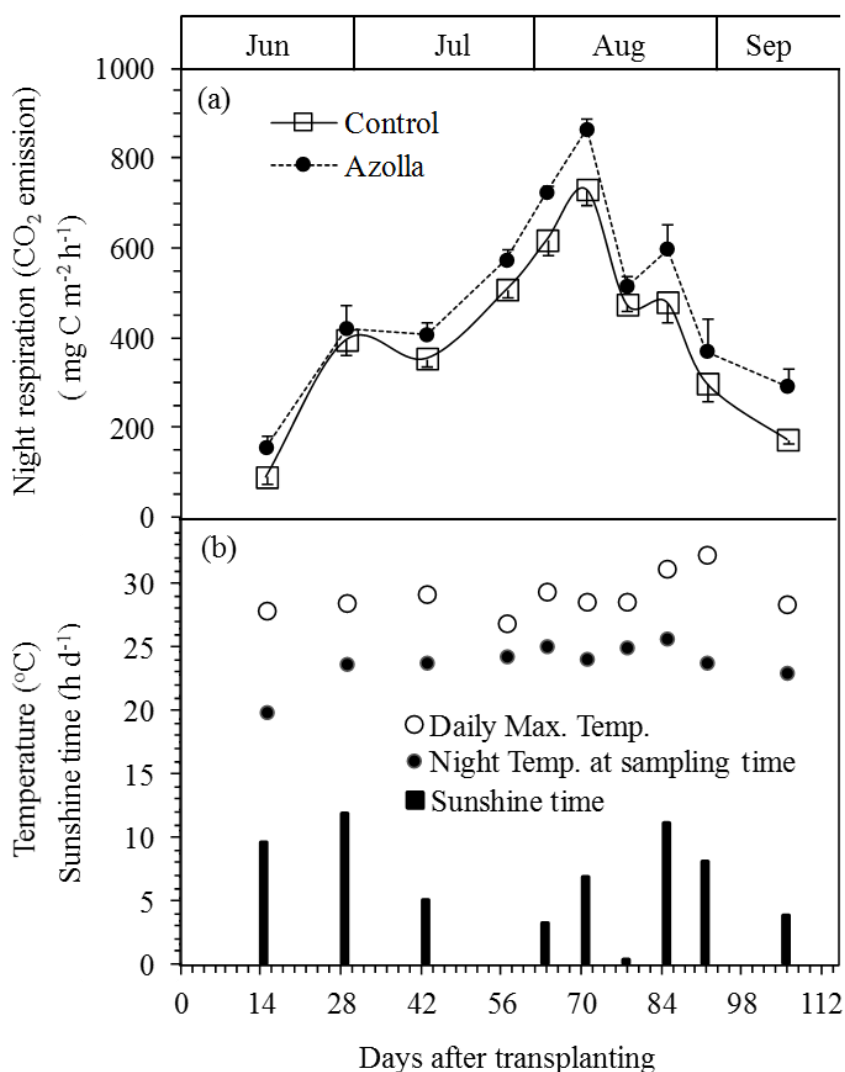 Jun Jul Aug Sep
1000
800
600
400
200
0
Night respiration (CO₂ emission)
( mg C m⁻² h⁻¹)
(a)
Control
Azolla
(b)
30
25
20
15
10
5
0
Temperature (°C)
Sunshine time (h d⁻¹)
Daily Max. Temp.
Night Temp. at sampling time
Sunshine time
0 14 28 42 56 70 84 98 112
Days after transplanting